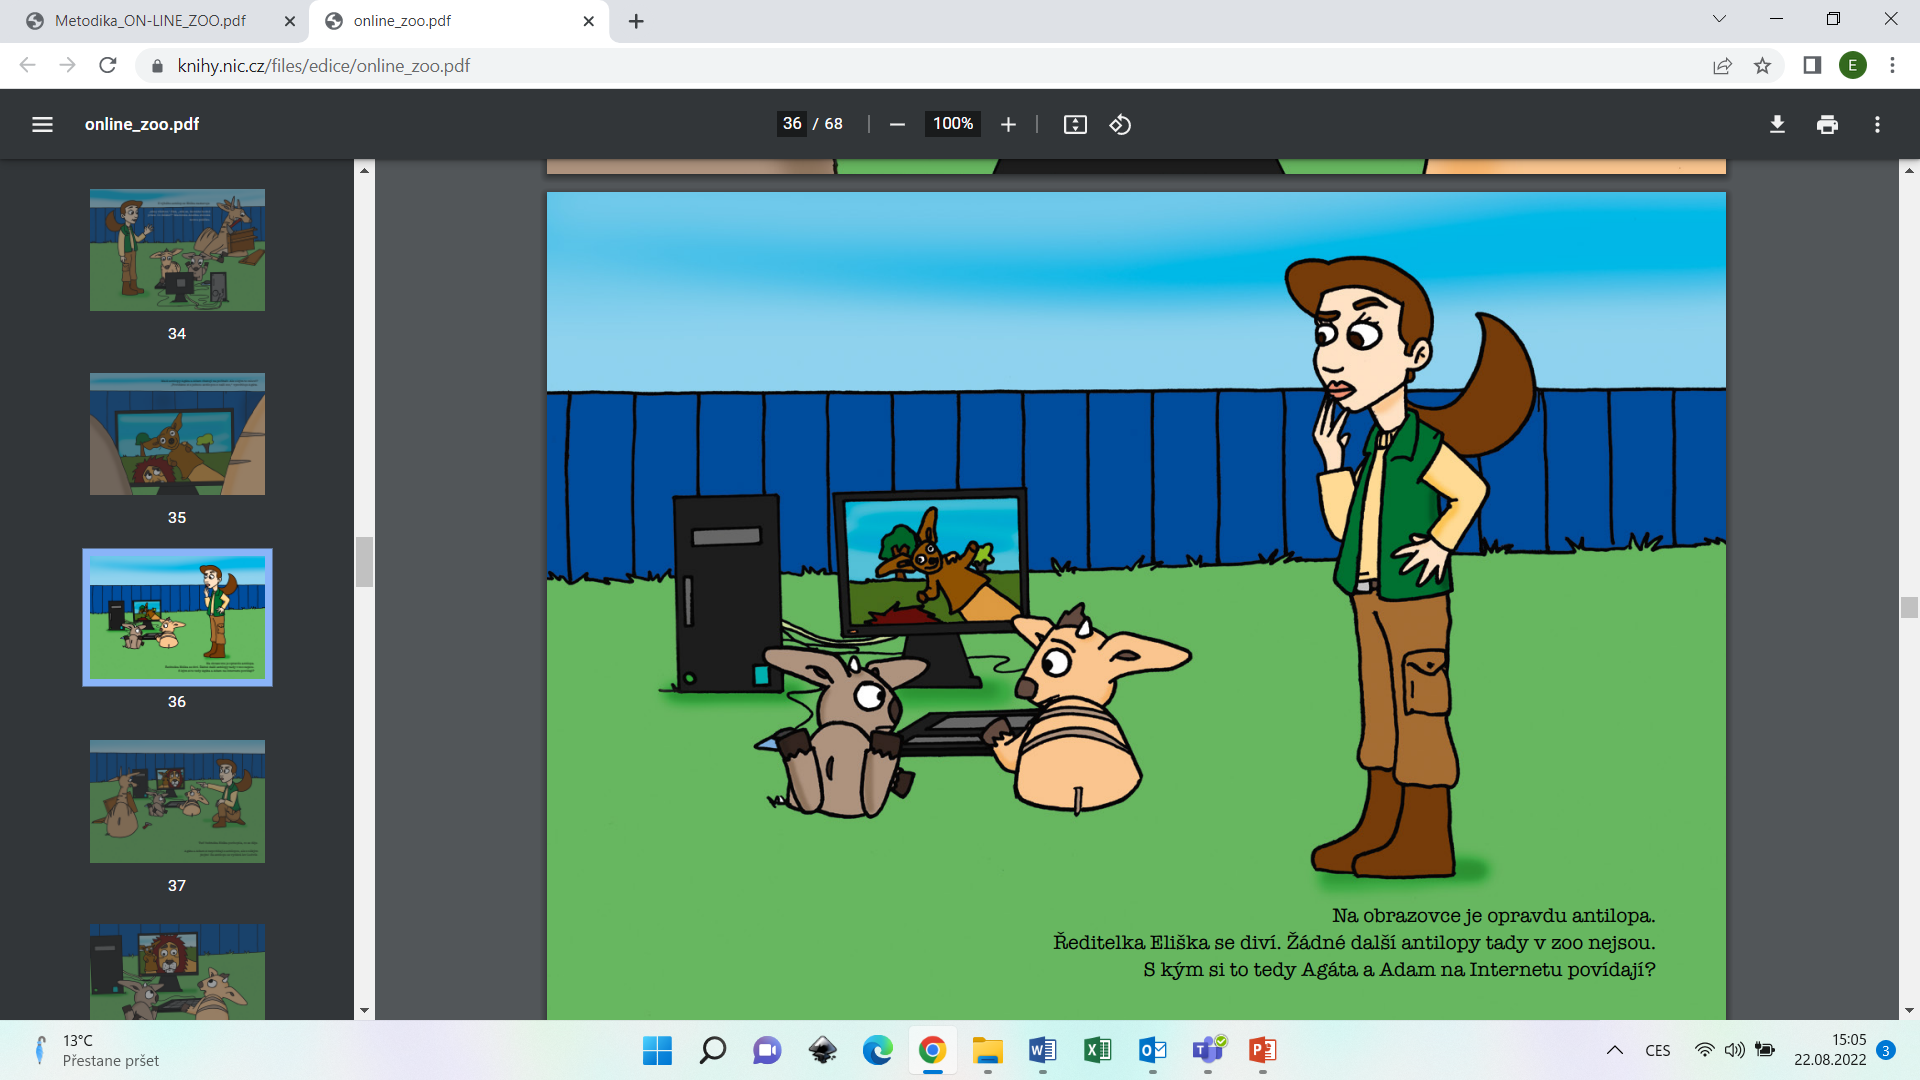 Metodika_ON-LINE_ZOO.pdf
online_zoo.pdf
knihy.nic.cz/files/edice/online_zoo.pdf
E
online_zoo.pdf
36 / 68
100%
34
35
36
37
Na obrazovce je opravdu antilopa.
Ředitelka Eliška se diví. Žádné další antilopy tady v zoo nejsou.
S kým si to tedy Agáta a Adam na Internetu povídají?
13°C
Přestane pršet
CES
15:05
22.08.2022
3